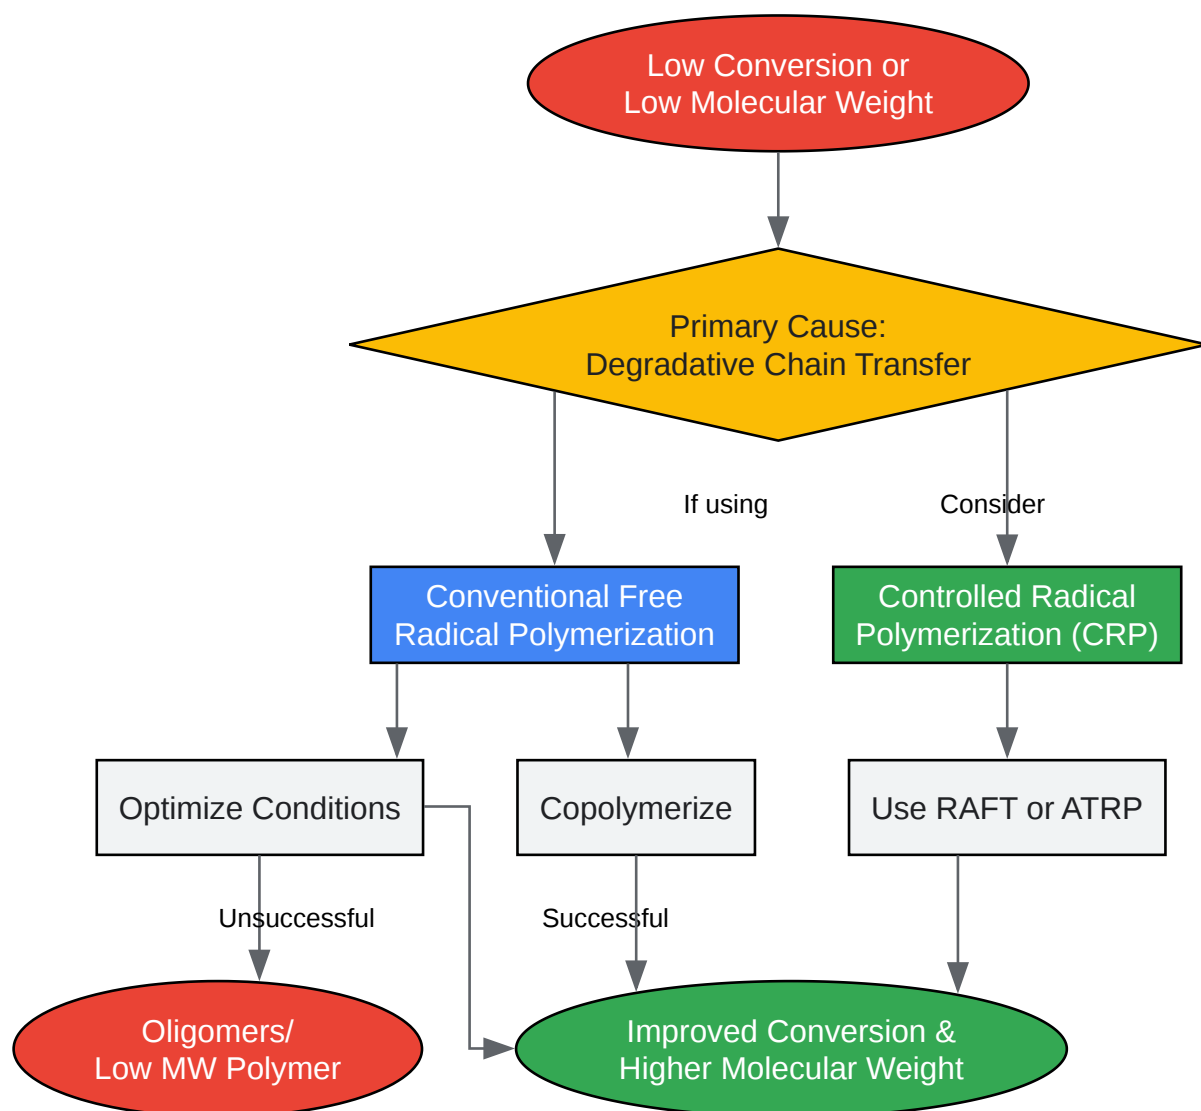 Low Conversion or
Low Molecular Weight
Primary Cause:
Degradative Chain Transfer
If using
Consider
Conventional Free
Radical Polymerization
Controlled Radical
Polymerization (CRP)
Optimize Conditions
Copolymerize
Use RAFT or ATRP
Unsuccessful
Successful
Oligomers/
Low MW Polymer
Improved Conversion &
Higher Molecular Weight